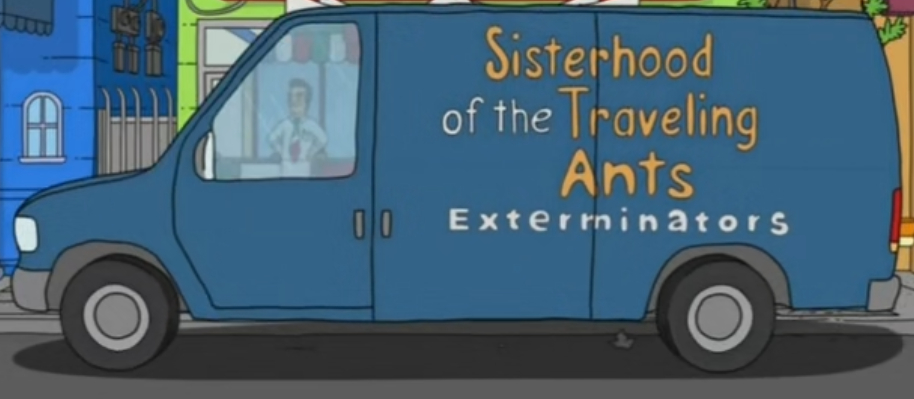 Sisterhood
of the Traveling
Ants
Exterminators